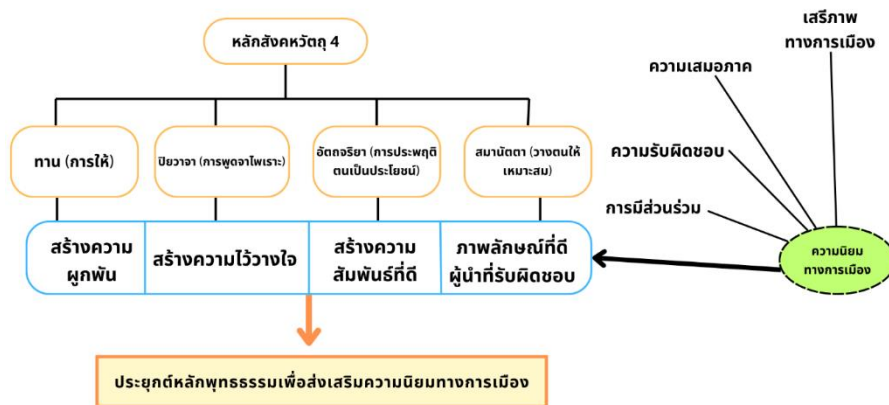 หลักสังคหวัตถุ 4
ทาน (การให้)
ปิยวาจา (การพูดจาไพเราะ)
อัตถจริยา (การประพฤติ
ตนเป็นประโยชน์)
สมานัตตา (วางตนให้
เหมาะสม)
สร้างความ
ผูกพัน
สร้างความไว้วางใจ
สร้างความ
สัมพันธ์ที่ดี
ภาพลักษณ์ที่ดี
ผู้นำที่รับผิดชอบ
ประยุกต์หลักพุทธธรรมเพื่อส่งเสริมความนิยมทางการเมือง
เสรีภาพ
ทางการเมือง
ความเสมอภาค
ความรับผิดชอบ
การมีส่วนร่วม
ความนิยม
ทางการเมือง